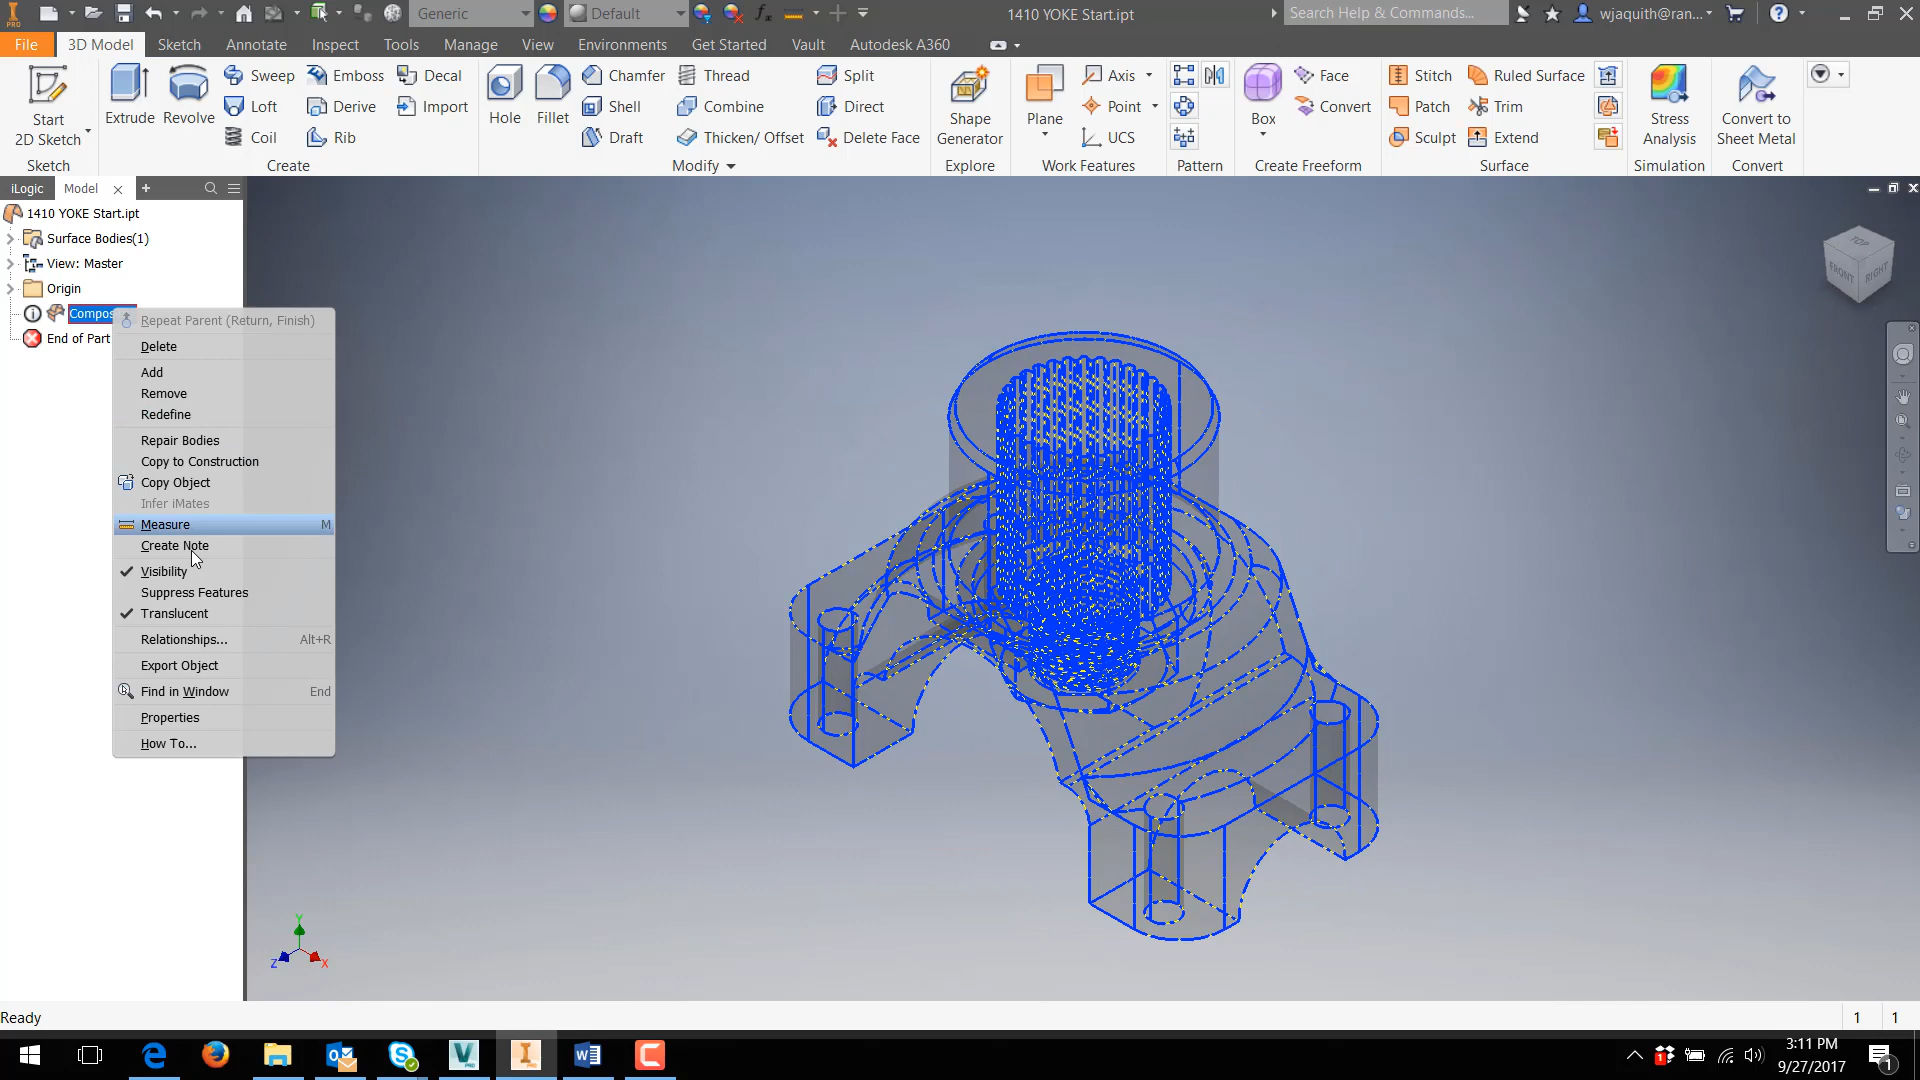 PRO
Generic
Default
fx
1410 YOKE Start.ipt
Search Help & Commands...
wjaquith@ran...
File
3D Model
Sketch
Annotate
Inspect
Tools
Manage
View
Environments
Get Started
Vault
Autodesk A360
Start
2D Sketch
Extrude
Revolve
Sweep
Emboss
Decal
Loft
Derive
Import
Coil
Rib
Hole
Fillet
Chamfer
Thread
Split
Shell
Combine
Direct
Draft
Thicken/ Offset
Delete Face
Shape
Generator
Plane
Axis
Point
UCS
Box
Face
Convert
Stitch
Ruled Surface
Patch
Trim
Sculpt
Extend
Stress
Analysis
Convert to
Sheet Metal
Sketch
Create
Modify
Explore
Work Features
Pattern
Create Freeform
Surface
Simulation
Convert
iLogic
Model
1410 YOKE Start.ipt
Surface Bodies(1)
View: Master
Origin
Compos
End of Part
Repeat Parent (Return, Finish)
Delete
Add
Remove
Redefine
Repair Bodies
Copy to Construction
Copy Object
Infer iMates
Measure M
Create Note
Visibility
Suppress Features
Translucent
Relationships... Alt+R
Export Object
Find in Window End
Properties
How To...
TOP
FRONT
RIGHT
Y
Z
X
Ready
1 1
3:11 PM
9/27/2017
1